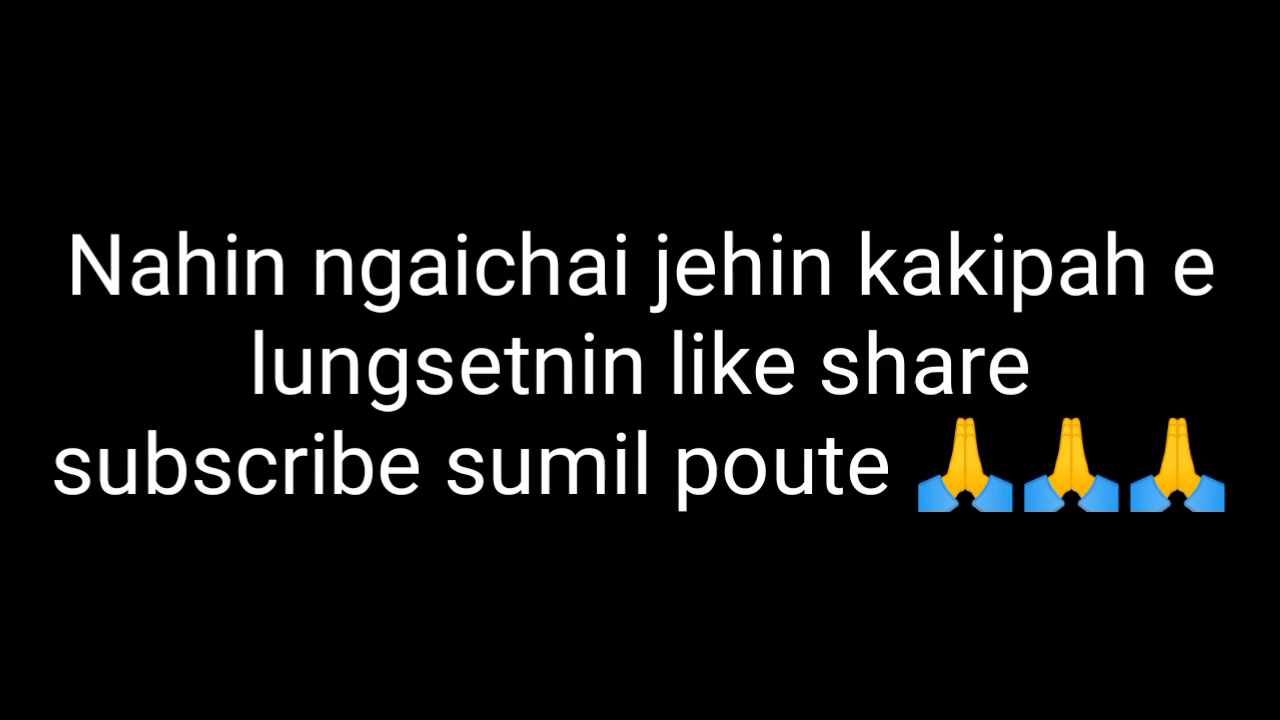 Nahin ngaichai jehin kakipah e
lungsetnin like share
subscribe sumil poute 🙏🙏🙏